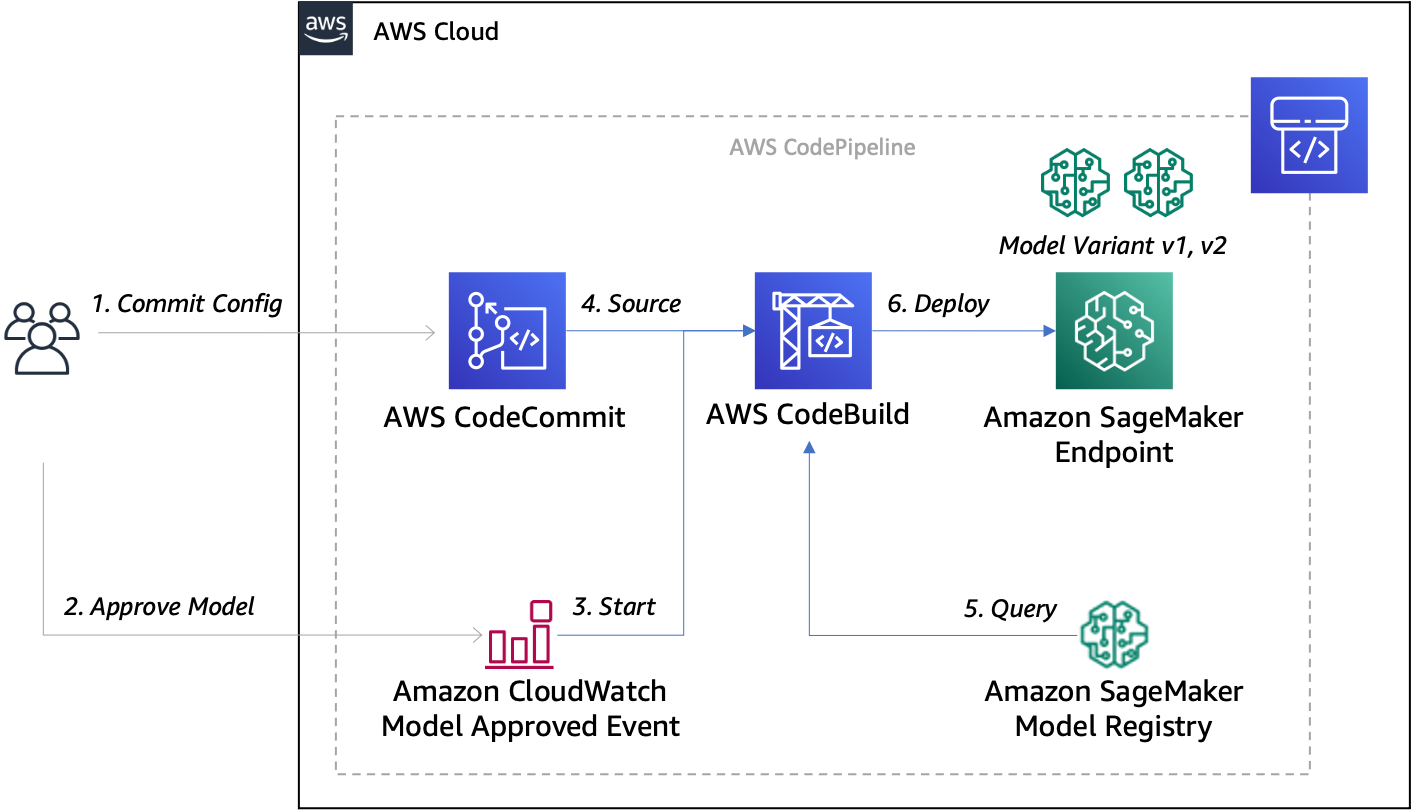 aws
AWS Cloud
AWS CodePipeline
Model Variant v1, v2
1. Commit Config
4. Source
6. Deploy
AWS CodeCommit
AWS CodeBuild
Amazon SageMaker
Endpoint
2. Approve Model
3. Start
5. Query
Amazon CloudWatch
Model Approved Event
Amazon SageMaker
Model Registry